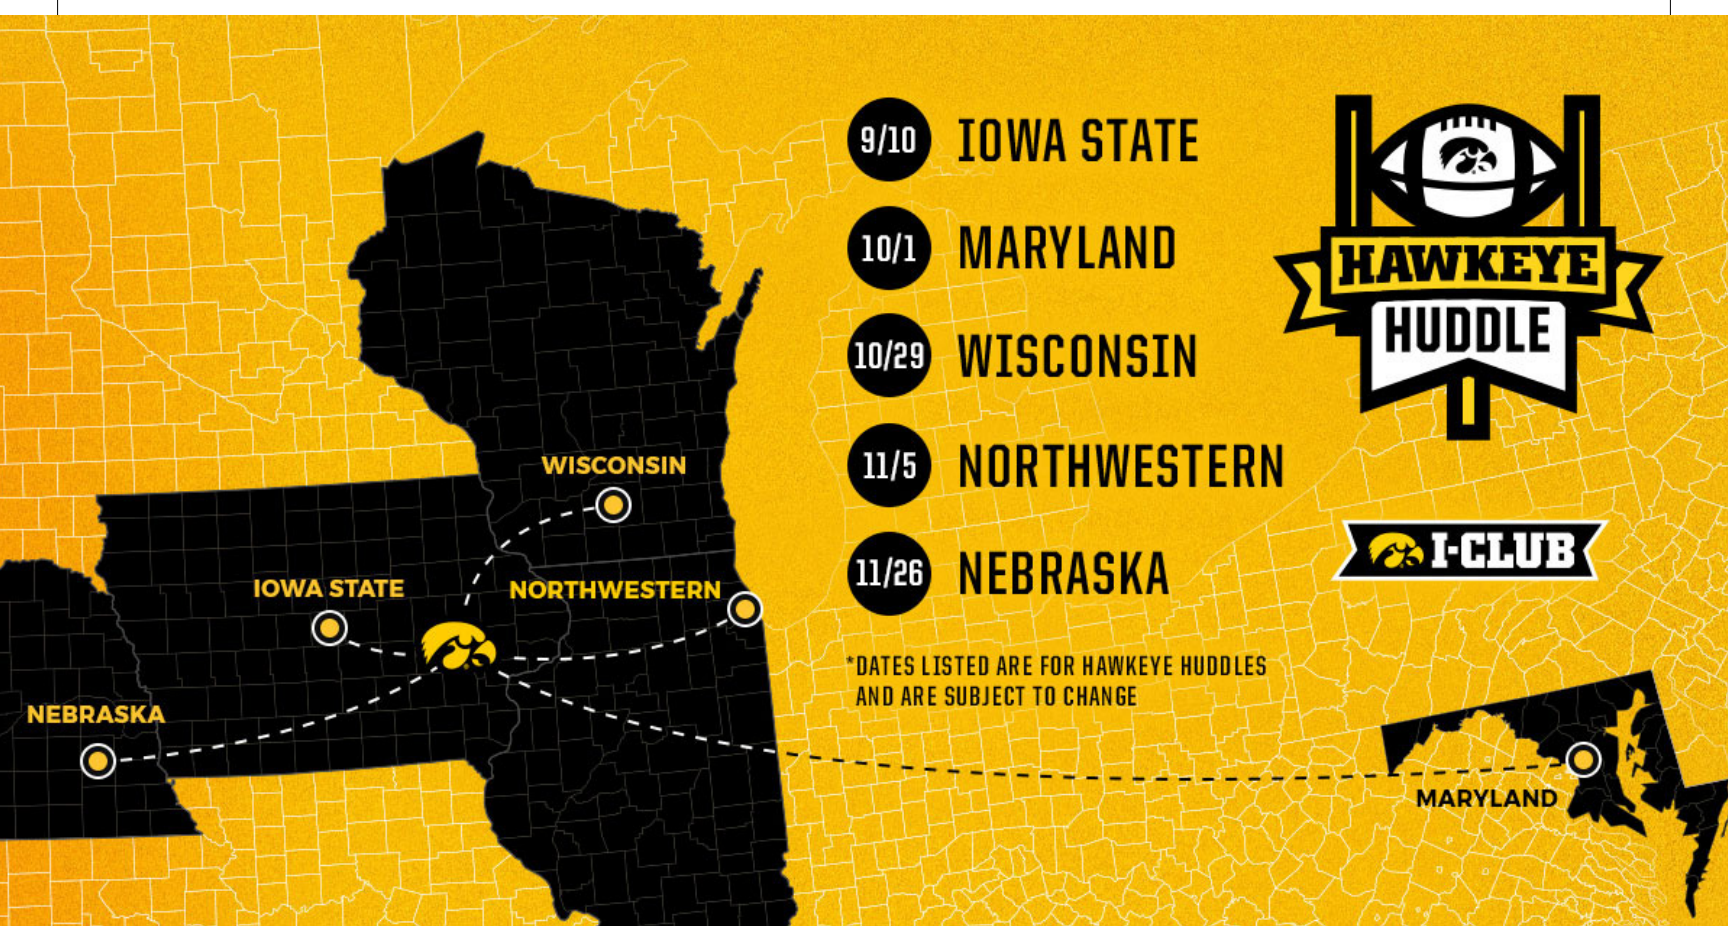 9/10 IOWA STATE
10/1 MARYLAND
10/29 WISCONSIN
11/5 NORTHWESTERN
11/26 NEBRASKA
*DATES LISTED ARE FOR HAWKEYE HUDDLES
AND ARE SUBJECT TO CHANGE
HAWKEYE
HUDDLE
I-CLUB
WISCONSIN
IOWA STATE
NORTHWESTERN
NEBRASKA
MARYLAND